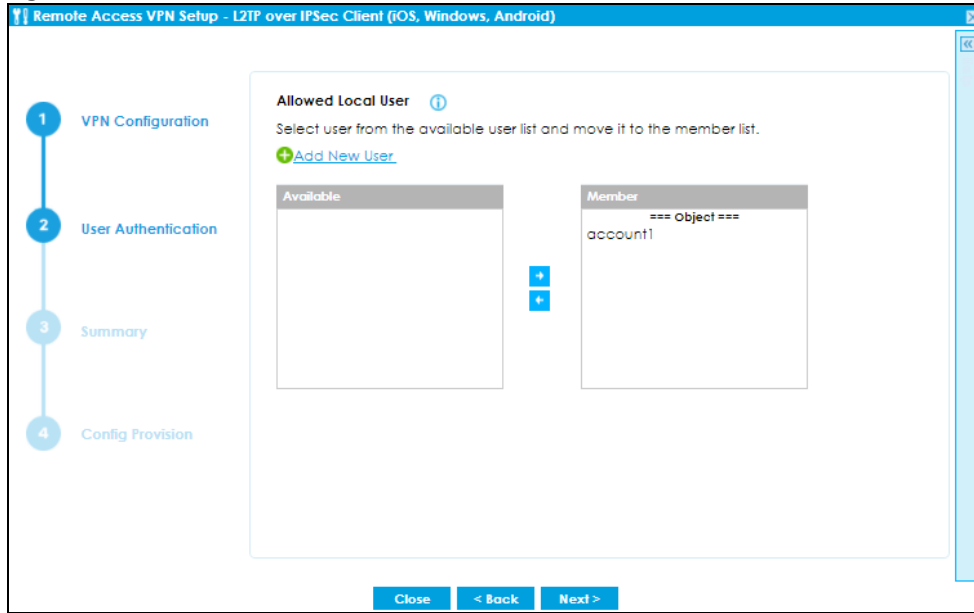 Remote Access VPN Setup - L2TP over IPSec Client (iOS, Windows, Android)
1 VPN Configuration
2 User Authentication
3 Summary
4 Config Provision
Allowed Local User
Select user from the available user list and move it to the member list.
Add New User
Available
Member
=== Object ===
account1
Close
< Back
Next >